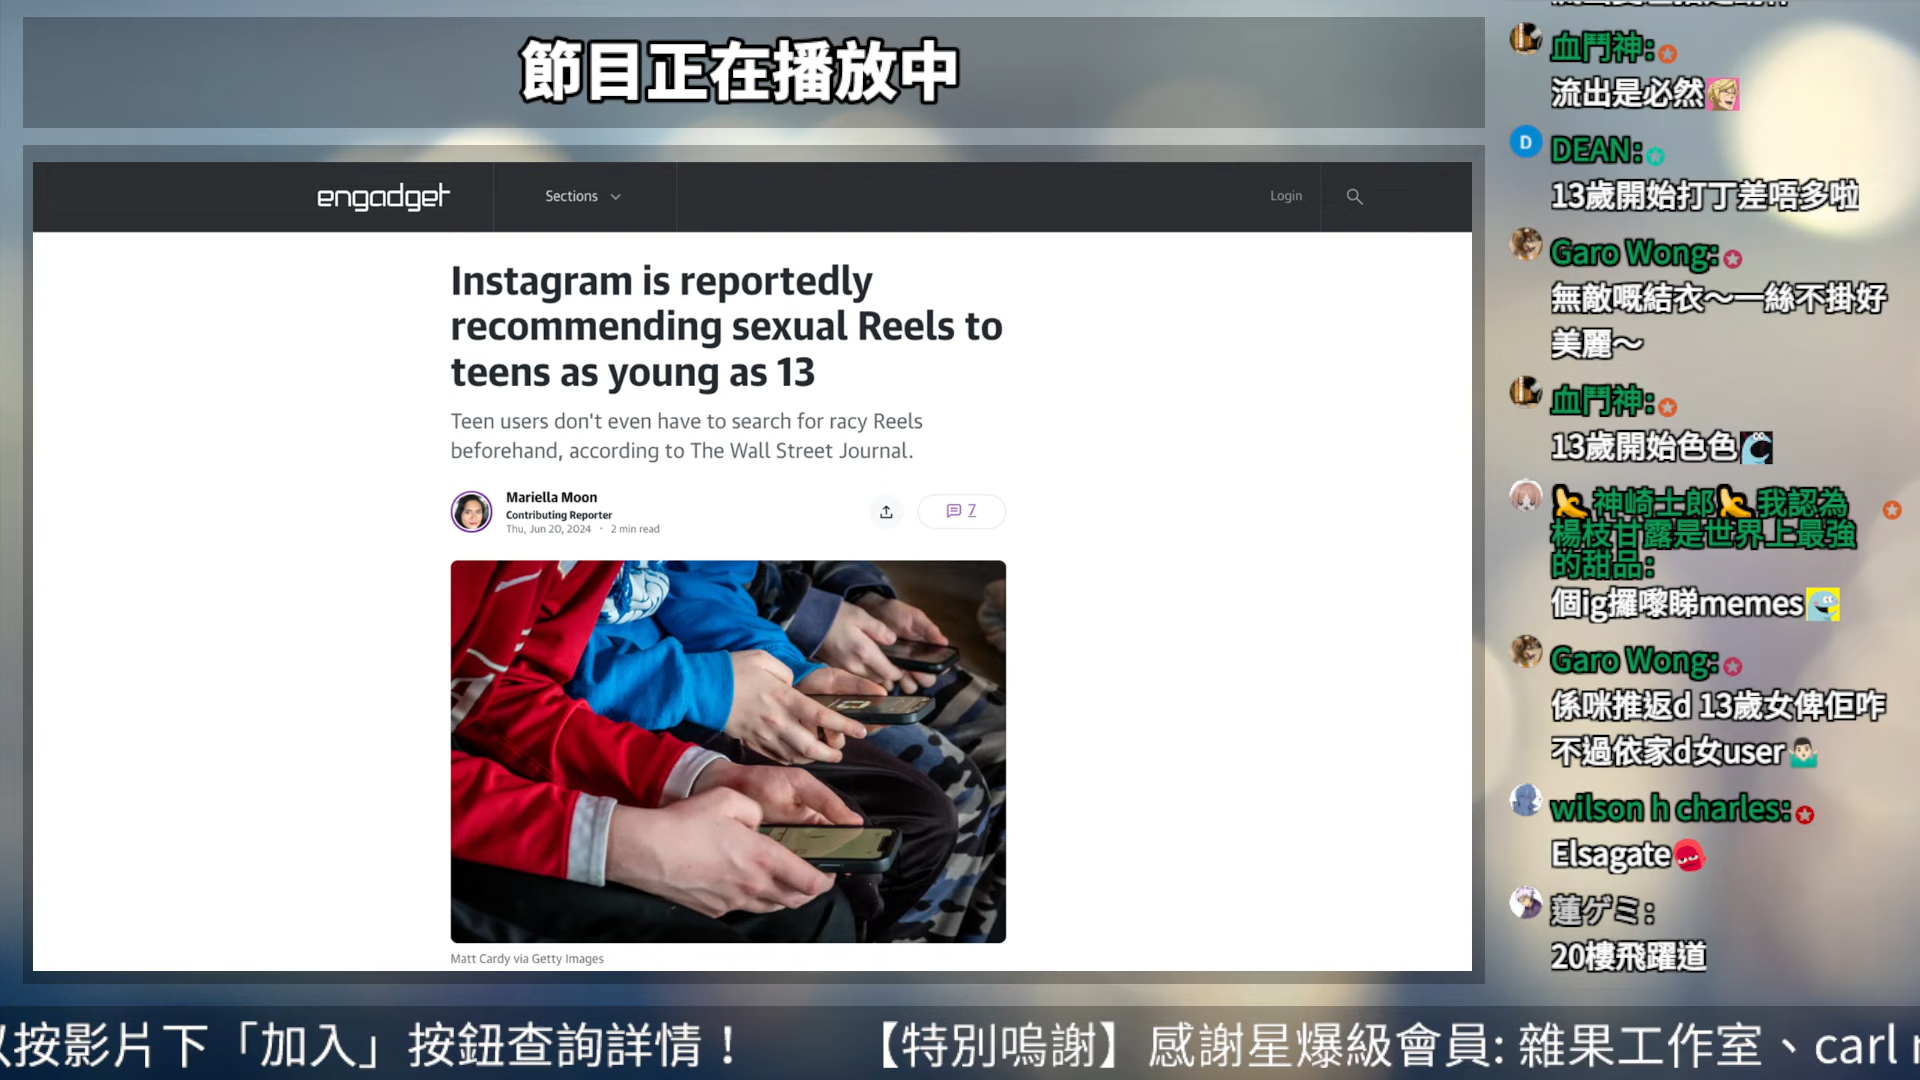 節目正在播放中
engadget
Sections
Login
Instagram is reportedly
recommending sexual Reels to
teens as young as 13
Teen users don't even have to search for racy Reels
beforehand, according to The Wall Street Journal.
Mariella Moon
Contributing Reporter
Thu, Jun 20, 2024 · 2 min read
7
Matt Cardy via Getty Images
血鬥神:
流出是必然
D
DEAN:
13歲開始打丁差唔多啦
Garo Wong:
無敵嘅結衣～一絲不掛好
美麗～
血鬥神:
13歲開始色色
🍌神崎士郎🍌我認為
楊枝甘露是世界上最強
的甜品:
個ig攞嚟睇memes
Garo Wong:
係咪推返d 13歲女俾佢咋
不過依家d女user🤷🏻‍♂️
wilson h charles:
Elsagate
蓮ゲミ:
20樓飛躍道
按影片下「加入」按鈕查詢詳情！ 【特別嗚謝】感謝星爆級會員: 雜果工作室、carl